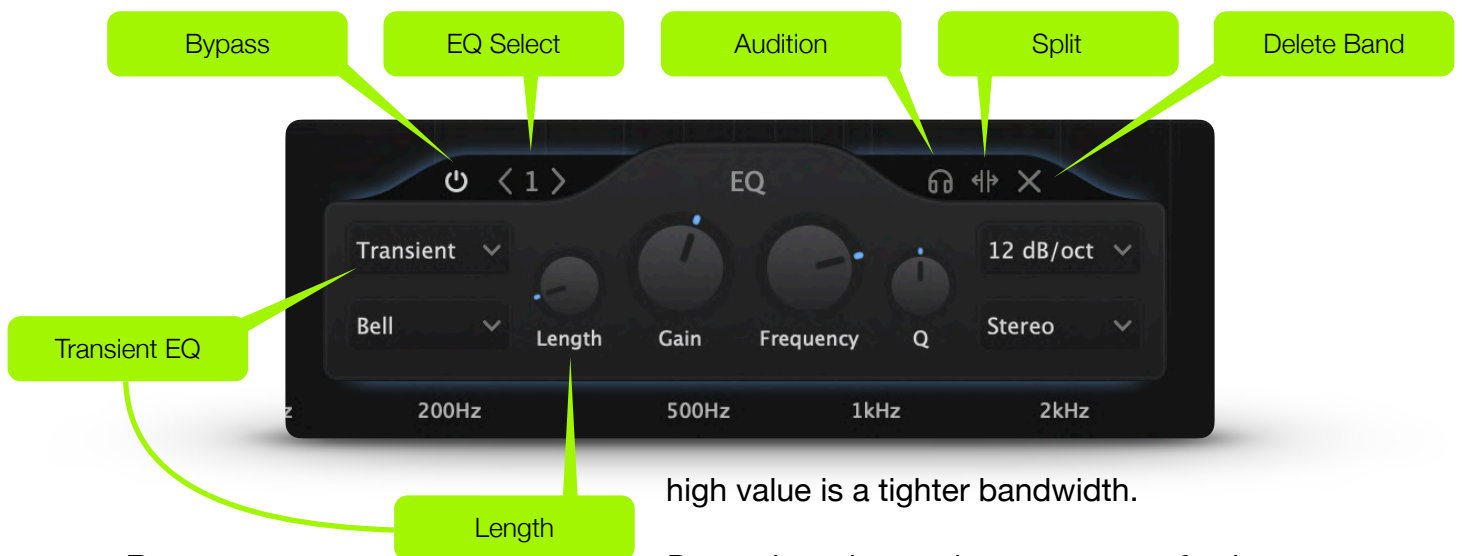 Bypass
EQ Select
Audition
Split
Delete Band
1
EQ
Transient
12 dB/oct
Bell
Length
Gain
Frequency
Q
Stereo
Transient EQ
200Hz
500Hz
1kHz
2kHz
high value is a tighter bandwidth.
Length